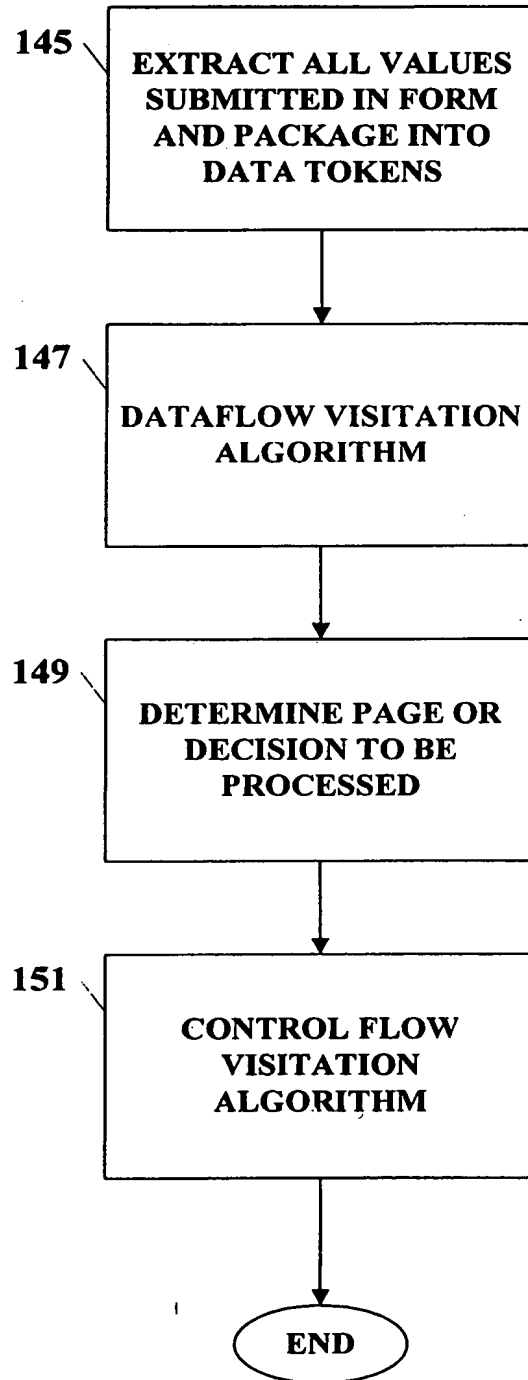 145
EXTRACT ALL VALUES
SUBMITTED IN FORM
AND PACKAGE INTO
DATA TOKENS
147
DATAFLOW VISITATION
ALGORITHM
149
DETERMINE PAGE OR
DECISION TO BE
PROCESSED
151
CONTROL FLOW
VISITATION
ALGORITHM
END